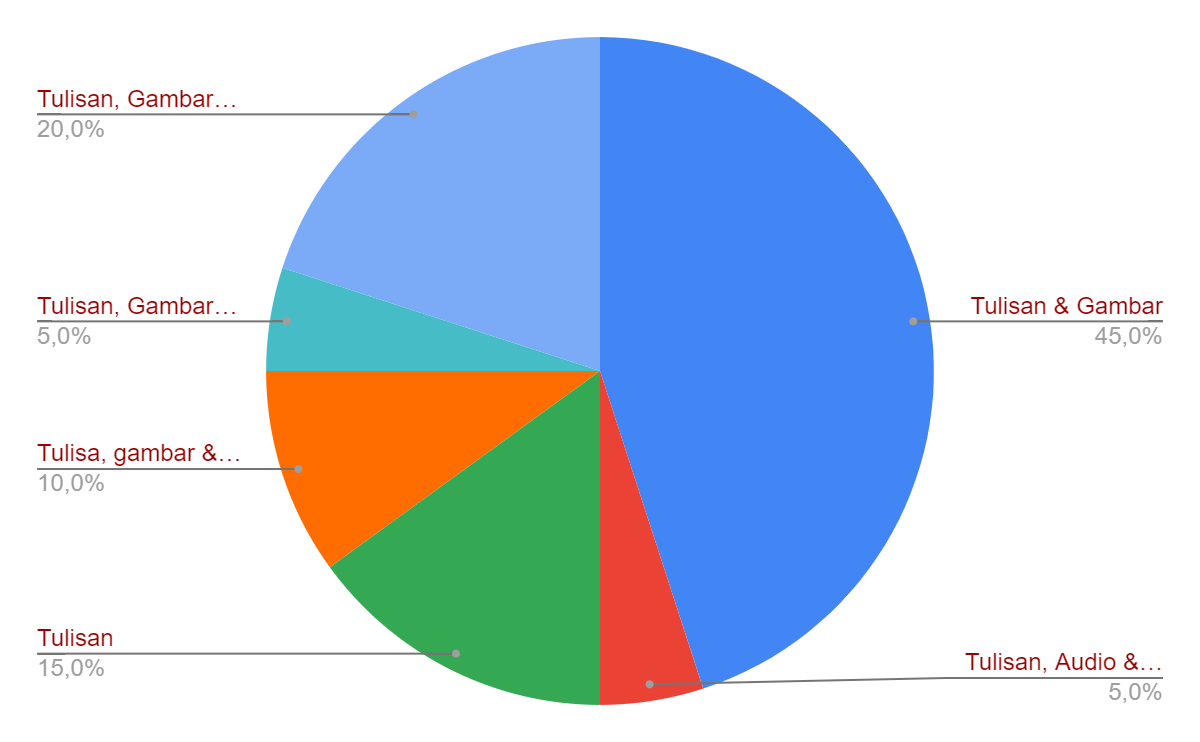 Tulisan, Gambar…
20,0%
Tulisan, Gambar…
5,0%
Tulisa, gambar &…
10,0%
Tulisan
15,0%
Tulisan & Gambar
45,0%
Tulisan, Audio &…
5,0%